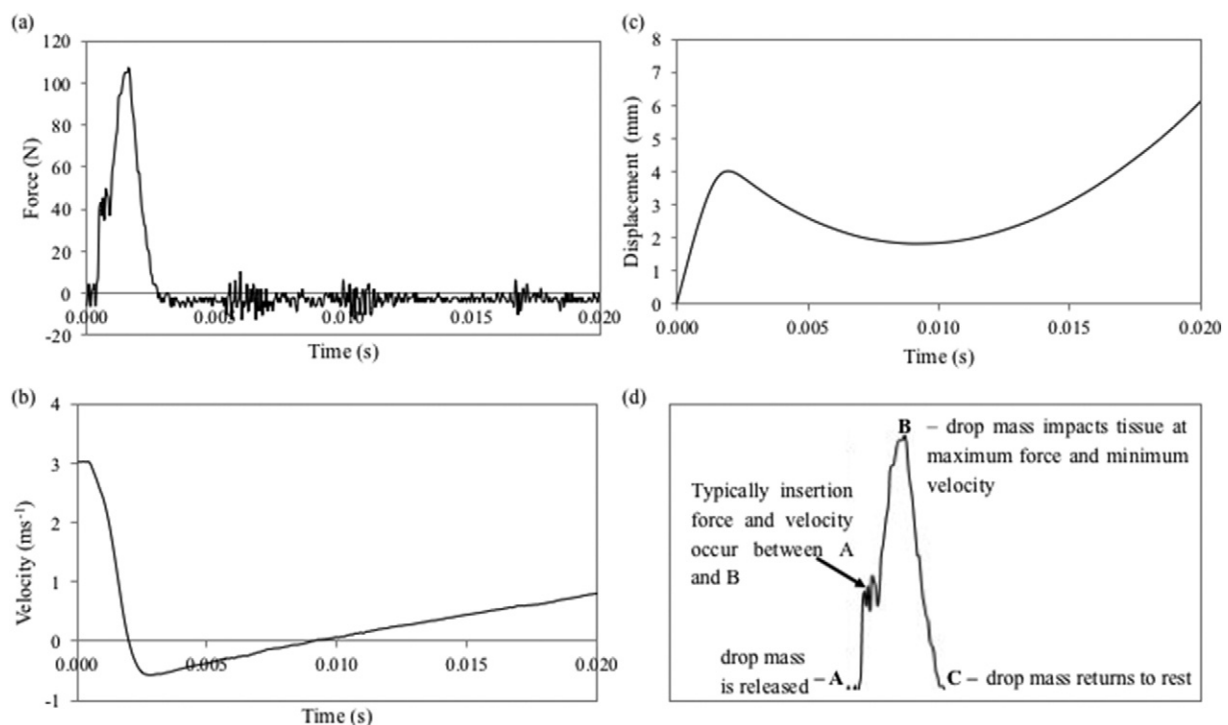 (a)
120
100
80
60
40
20
0
-20
Force (N)
0.000 0.005 0.010 0.015 0.020
Time (s)
(b)
4
3
2
1
0
-1
Velocity (ms⁻¹)
0.000 0.005 0.010 0.015 0.020
Time (s)
(c)
8
7
6
5
4
3
2
1
0
Displacement (mm)
0.000 0.005 0.010 0.015 0.020
Time (s)
(d)
B – drop mass impacts tissue at
maximum force and minimum
velocity
Typically insertion
force and velocity
occur between A
and B
drop mass
is released – A
C – drop mass returns to rest